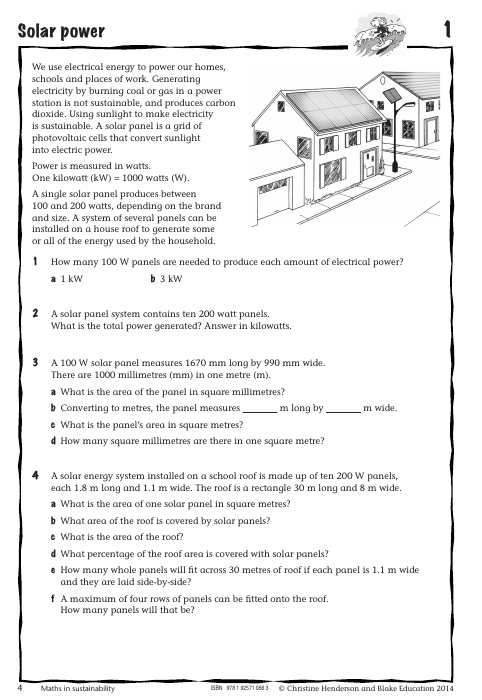 Solar power
1
We use electrical energy to power our homes,
schools and places of work. Generating
electricity by burning coal or gas in a power
station is not sustainable, and produces carbon
dioxide. Using sunlight to make electricity
is sustainable. A solar panel is a grid of
photovoltaic cells that convert sunlight
into electric power.
Power is measured in watts.
One kilowatt (kW) = 1000 watts (W).
A single solar panel produces between
100 and 200 watts, depending on the brand
and size. A system of several panels can be
installed on a house roof to generate some
or all of the energy used by the household.
1 How many 100 W panels are needed to produce each amount of electrical power?
a 1 kW b 3 kW
2 A solar panel system contains ten 200 watt panels.
What is the total power generated? Answer in kilowatts.
3 A 100 W solar panel measures 1670 mm long by 990 mm wide.
There are 1000 millimetres (mm) in one metre (m).
a What is the area of the panel in square millimetres?
b Converting to metres, the panel measures ______ m long by ______ m wide.
c What is the panel's area in square metres?
d How many square millimetres are there in one square metre?
4 A solar energy system installed on a school roof is made up of ten 200 W panels,
each 1.8 m long and 1.1 m wide. The roof is a rectangle 30 m long and 8 m wide.
a What is the area of one solar panel in square metres?
b What area of the roof is covered by solar panels?
c What is the area of the roof?
d What percentage of the roof area is covered with solar panels?
e How many whole panels will fit across 30 metres of roof if each panel is 1.1 m wide
and they are laid side-by-side?
f A maximum of four rows of panels can be fitted onto the roof.
How many panels will that be?
4 Maths in sustainability ISBN 978 1 92571 066 3 © Christine Henderson and Blake Education 2014